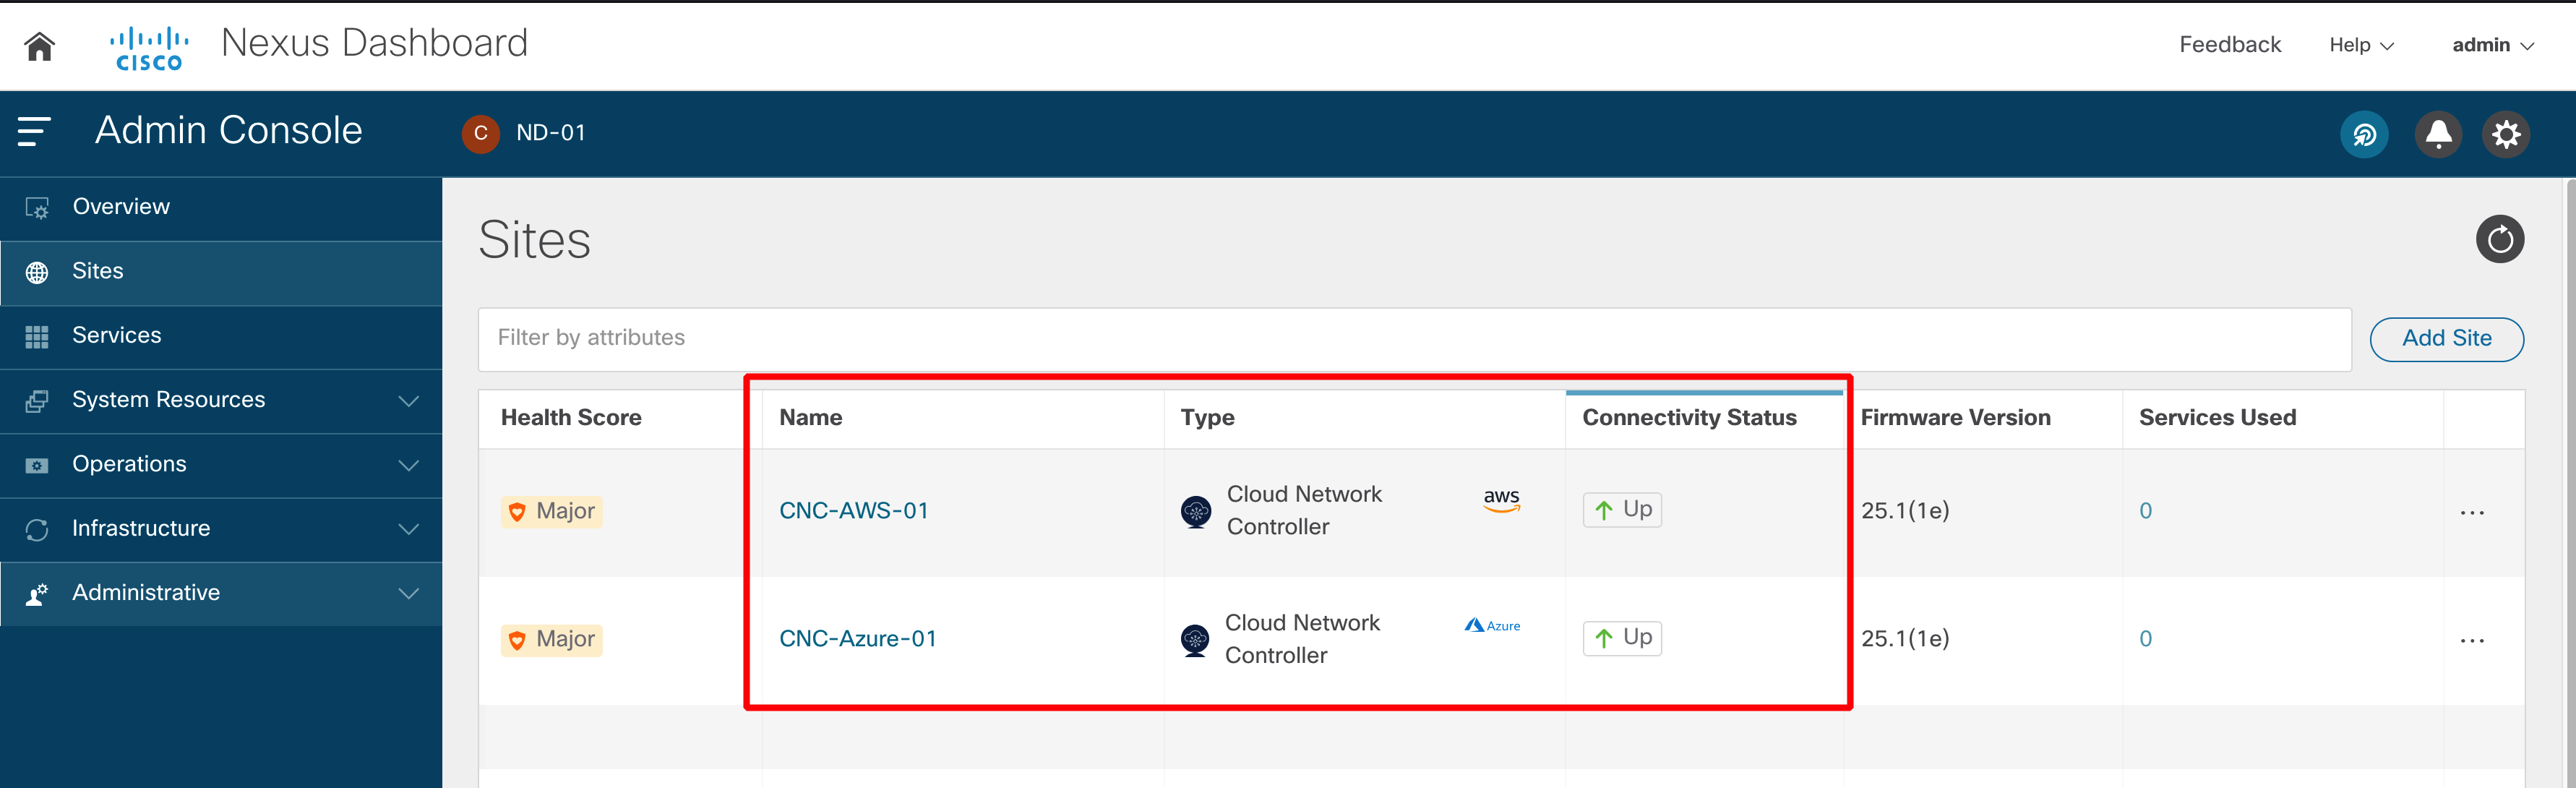 CISCO Nexus Dashboard Feedback Help admin
Admin Console C ND-01
Overview
Sites
Services
System Resources
Operations
Infrastructure
Administrative
Sites
Filter by attributes Add Site
Health Score Name Type Connectivity Status Firmware Version Services Used
Major CNC-AWS-01 Cloud Network Controller aws Up 25.1(1e) 0 ...
Major CNC-Azure-01 Cloud Network Controller Azure Up 25.1(1e) 0 ...